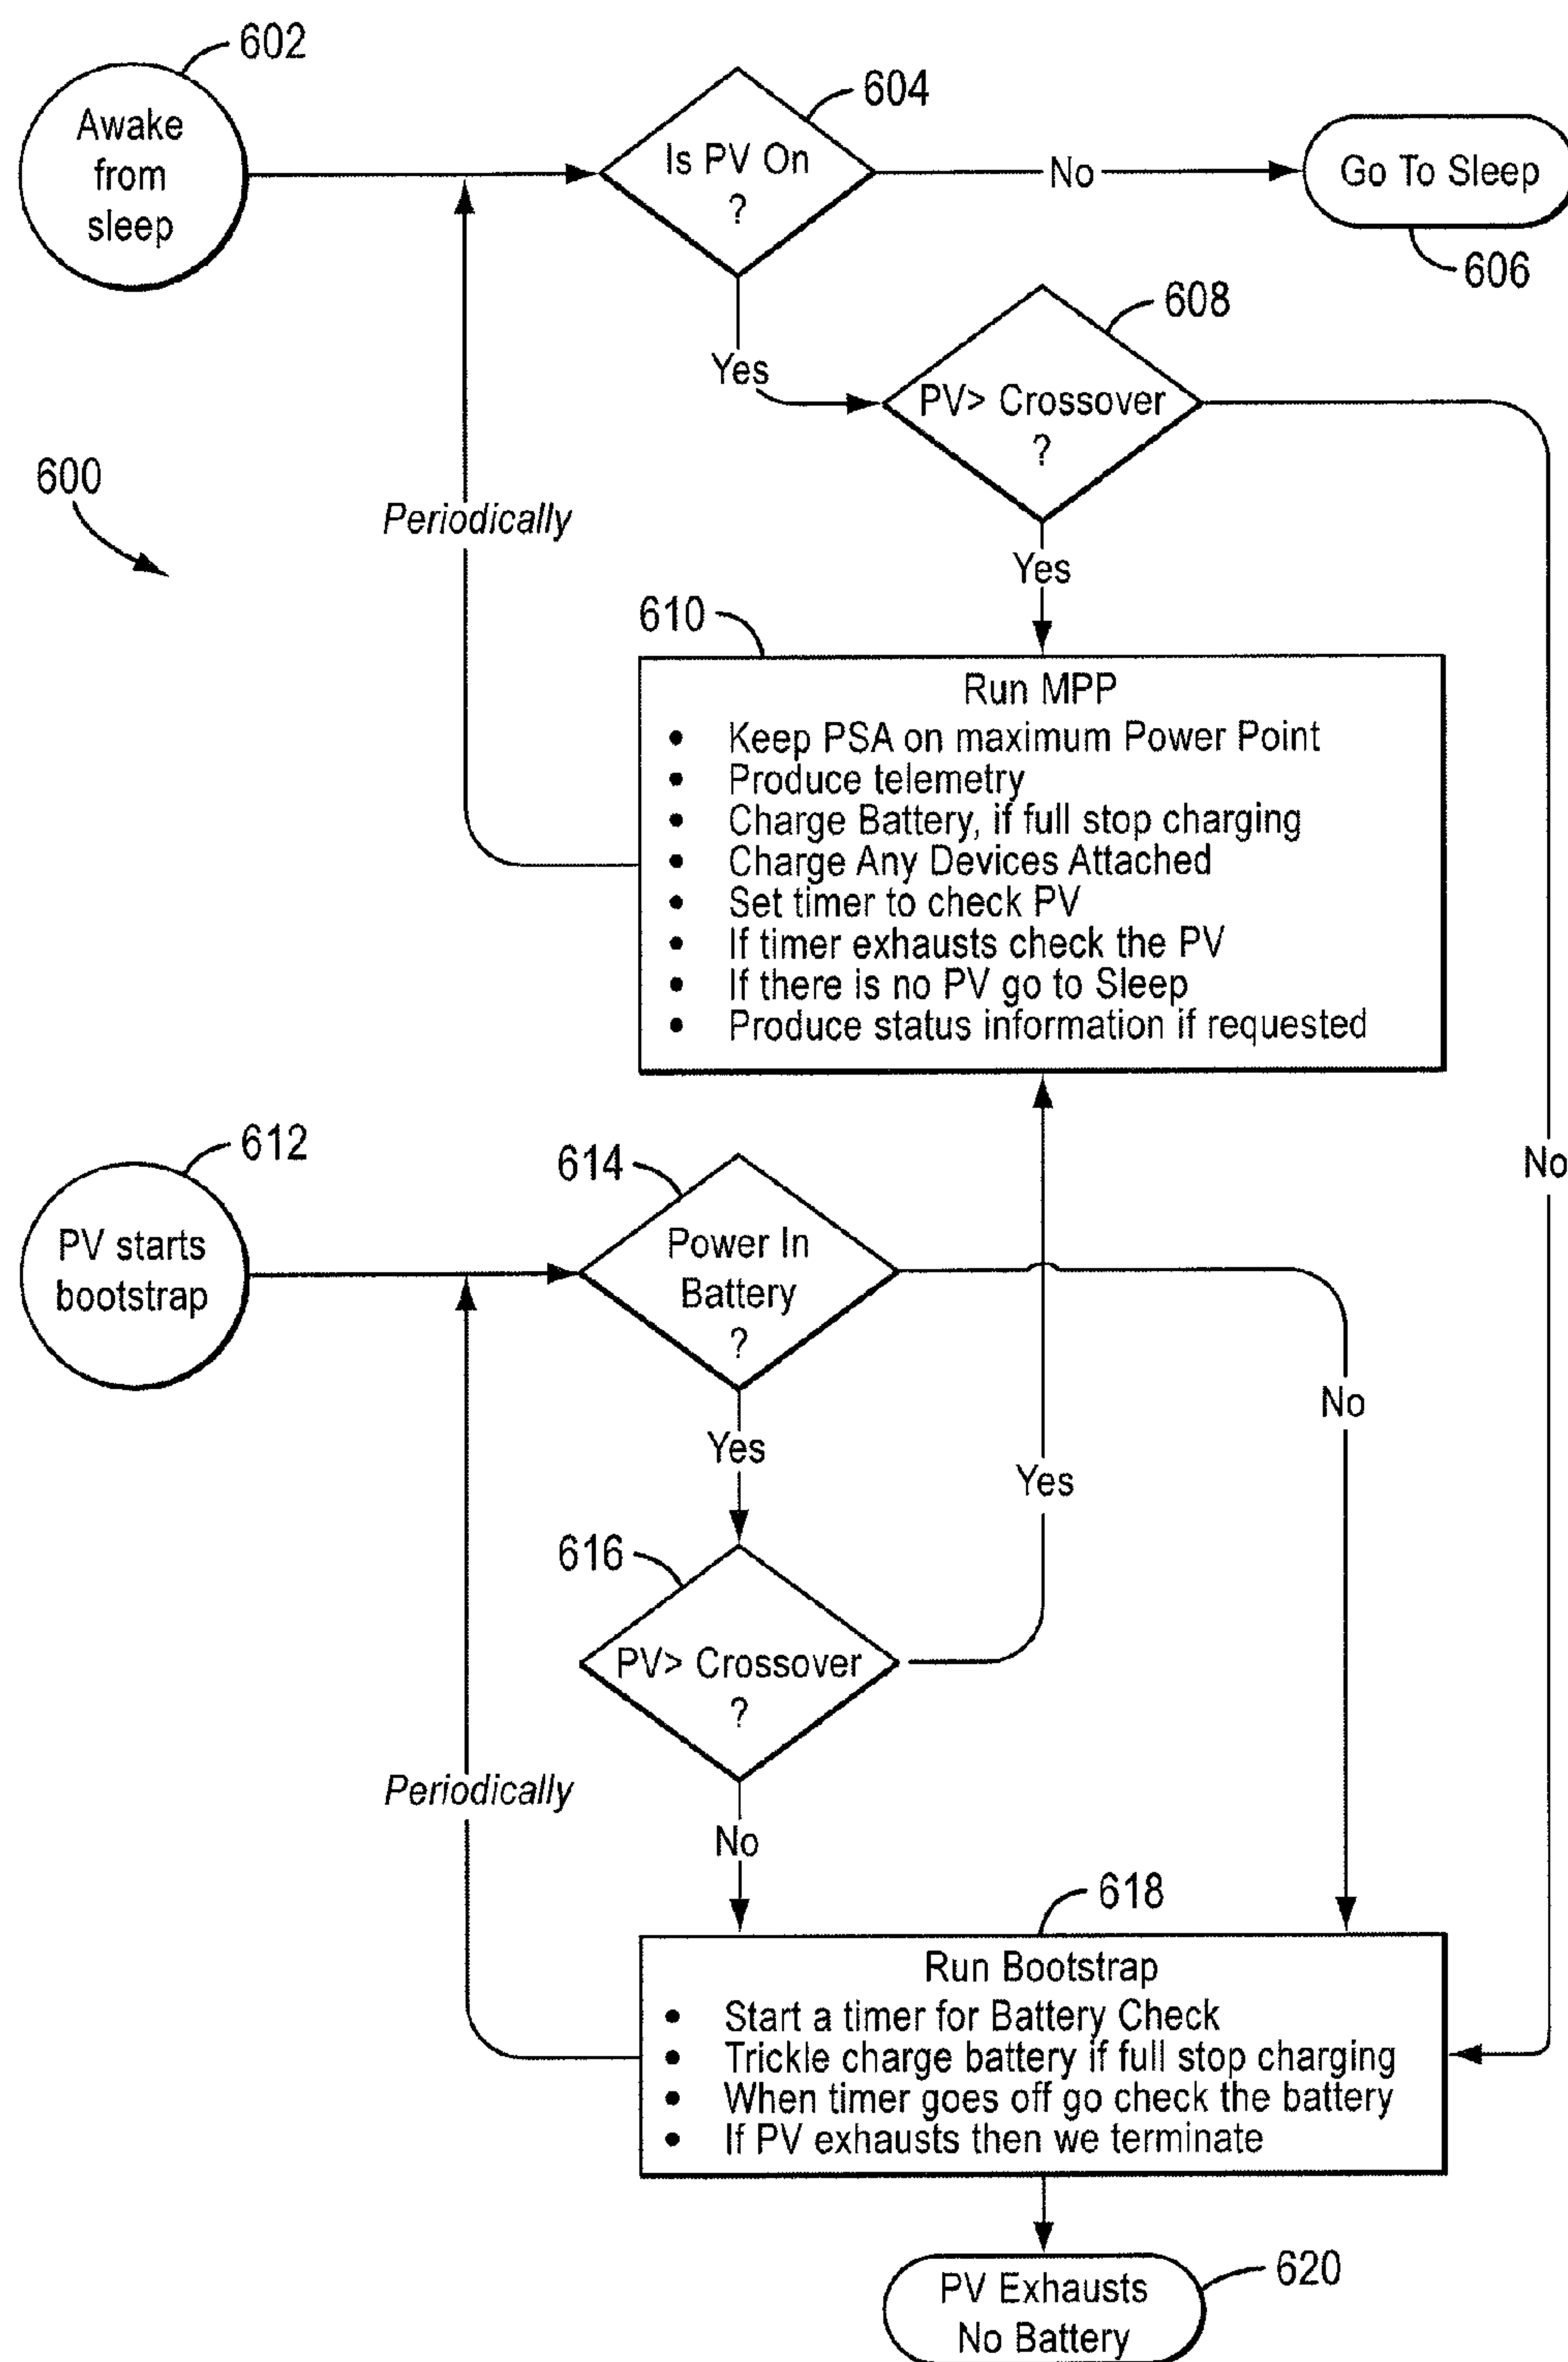 602
Awake
from
sleep
604
Is PV On
?
No
Go To Sleep
606
Yes
608
PV> Crossover
?
600
Periodically
Yes
610
Run MPP
• Keep PSA on maximum Power Point
• Produce telemetry
• Charge Battery, if full stop charging
• Charge Any Devices Attached
• Set timer to check PV
• If timer exhausts check the PV
• If there is no PV go to Sleep
• Produce status information if requested
No
612
PV starts
bootstrap
614
Power In
Battery
?
No
Yes
Yes
616
PV> Crossover
?
Periodically
No
618
Run Bootstrap
• Start a timer for Battery Check
• Trickle charge battery if full stop charging
• When timer goes off go check the battery
• If PV exhausts then we terminate
620
PV Exhausts
No Battery